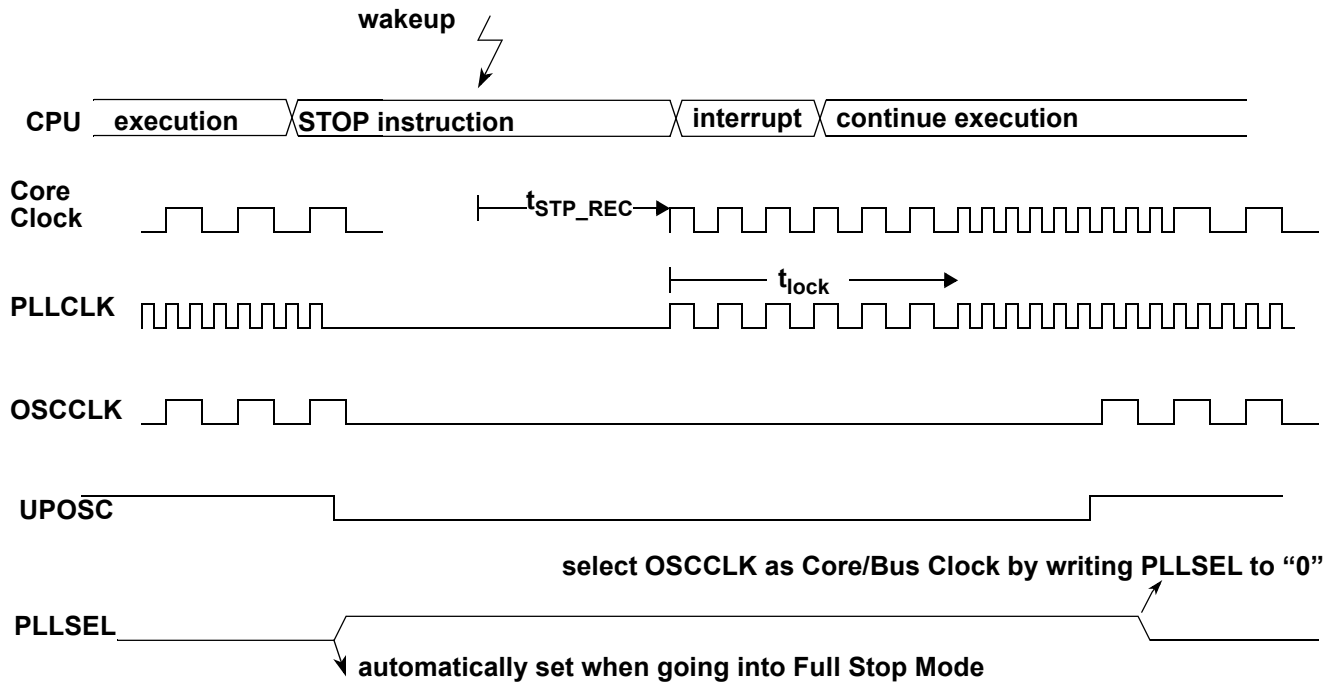 wakeup
CPU execution STOP instruction interrupt continue execution
Core
Clock
tSTP_REC
tlock
PLLCLK
OSCCLK
UPOSC
select OSCCLK as Core/Bus Clock by writing PLLSEL to “0”
PLLSEL
automatically set when going into Full Stop Mode